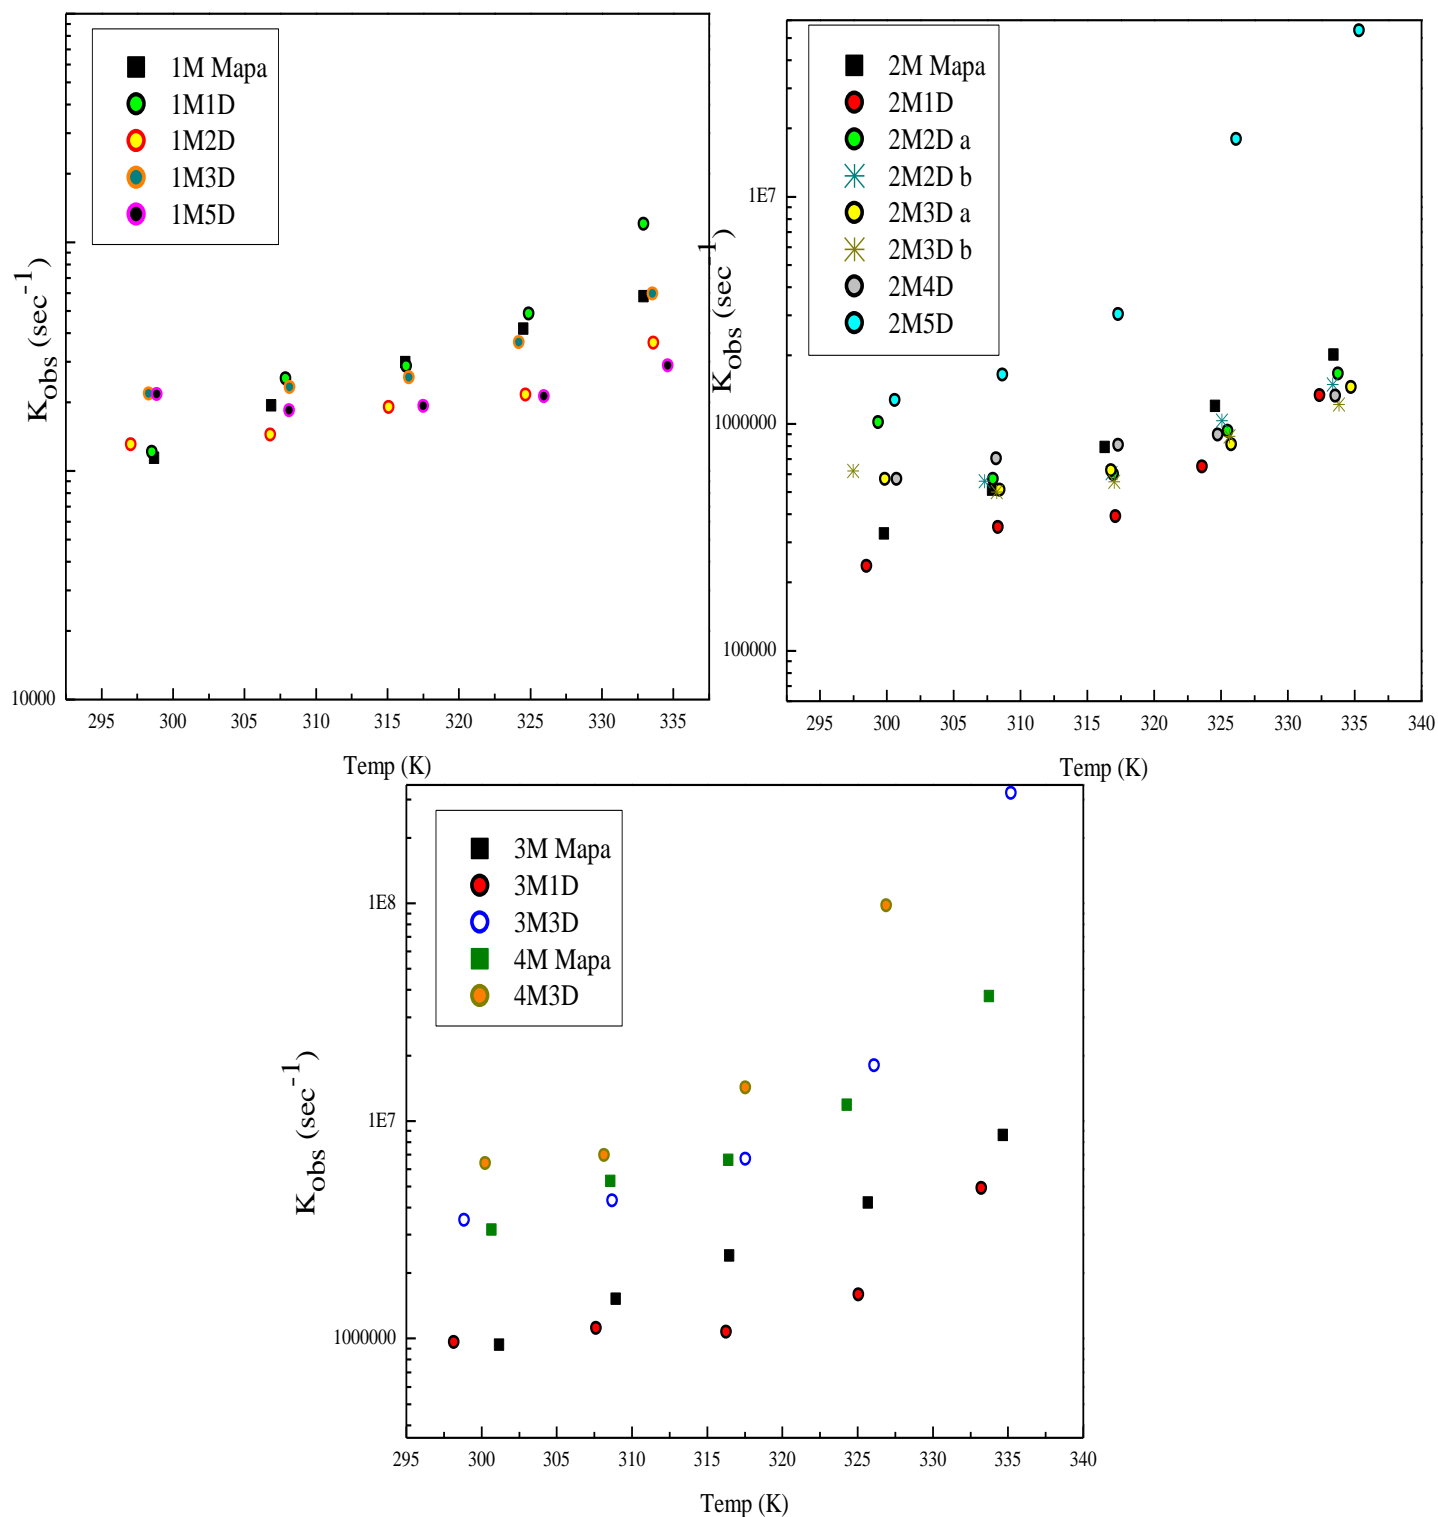 1M Mapa
1M1D
1M2D
1M3D
1M5D
K_obs (sec^-1)
10000
295 300 305 310 315 320 325 330 335
Temp (K)
2M Mapa
2M1D
2M2D a
2M2D b
2M3D a
2M3D b
2M4D
2M5D
K_obs (sec^-1)
1E7
1000000
100000
295 300 305 310 315 320 325 330 335 340
Temp (K)
3M Mapa
3M1D
3M3D
4M Mapa
4M3D
K_obs (sec^-1)
1E8
1E7
1000000
295 300 305 310 315 320 325 330 335 340
Temp (K)